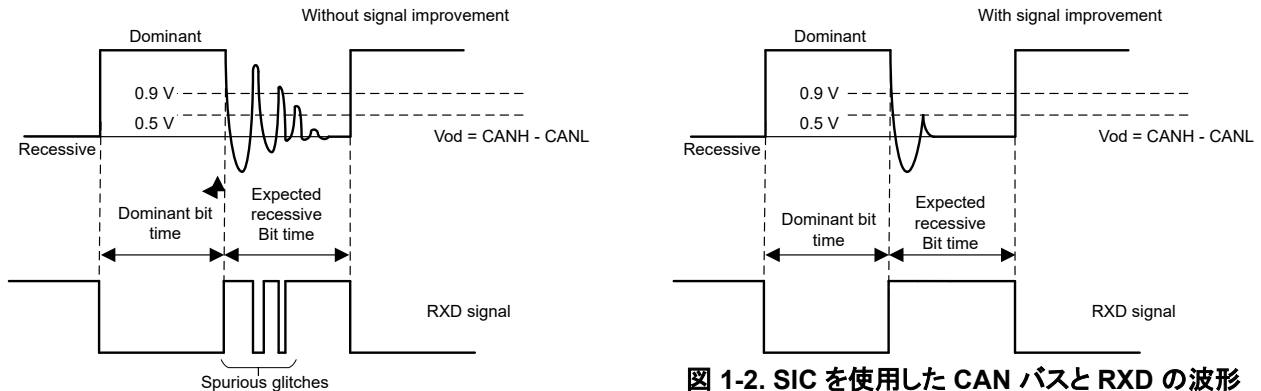 Without signal improvement
Dominant
0.9 V
0.5 V
Vod = CANH - CANL
Recessive
Dominant bit
time
Expected
recessive
Bit time
RXD signal
Spurious glitches
With signal improvement
Dominant
0.9 V
0.5 V
Vod = CANH - CANL
Recessive
Dominant bit
time
Expected
recessive
Bit time
RXD signal
図 1-2. SIC を使用した CAN バスと RXD の波形